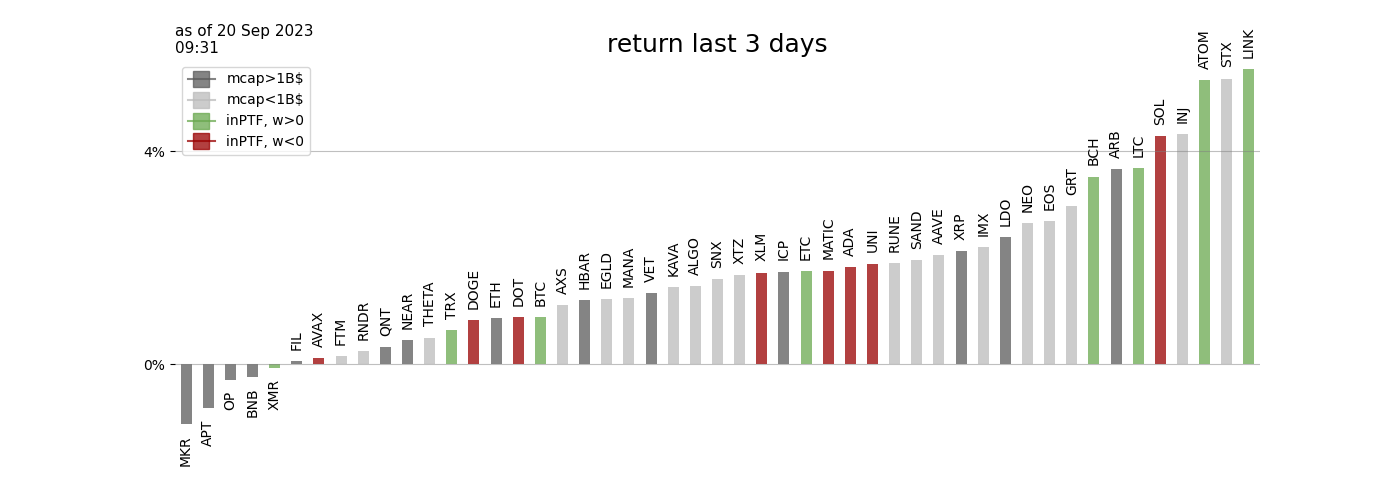 as of 20 Sep 2023
09:31
return last 3 days
mcap>1B$
mcap<1B$
inPTF, w>0
inPTF, w<0
4%
0%
MKR
APT
OP
BNB
XMR
FIL
AVAX
FTM
RNDR
QNT
NEAR
THETA
TRX
DOGE
ETH
DOT
BTC
AXS
HBAR
EGLD
MANA
VET
KAVA
ALGO
SNX
XTZ
XLM
ICP
ETC
MATIC
ADA
UNI
RUNE
SAND
AAVE
XRP
IMX
LDO
NEO
EOS
GRT
BCH
ARB
LTC
SOL
INJ
ATOM
STX
LINK